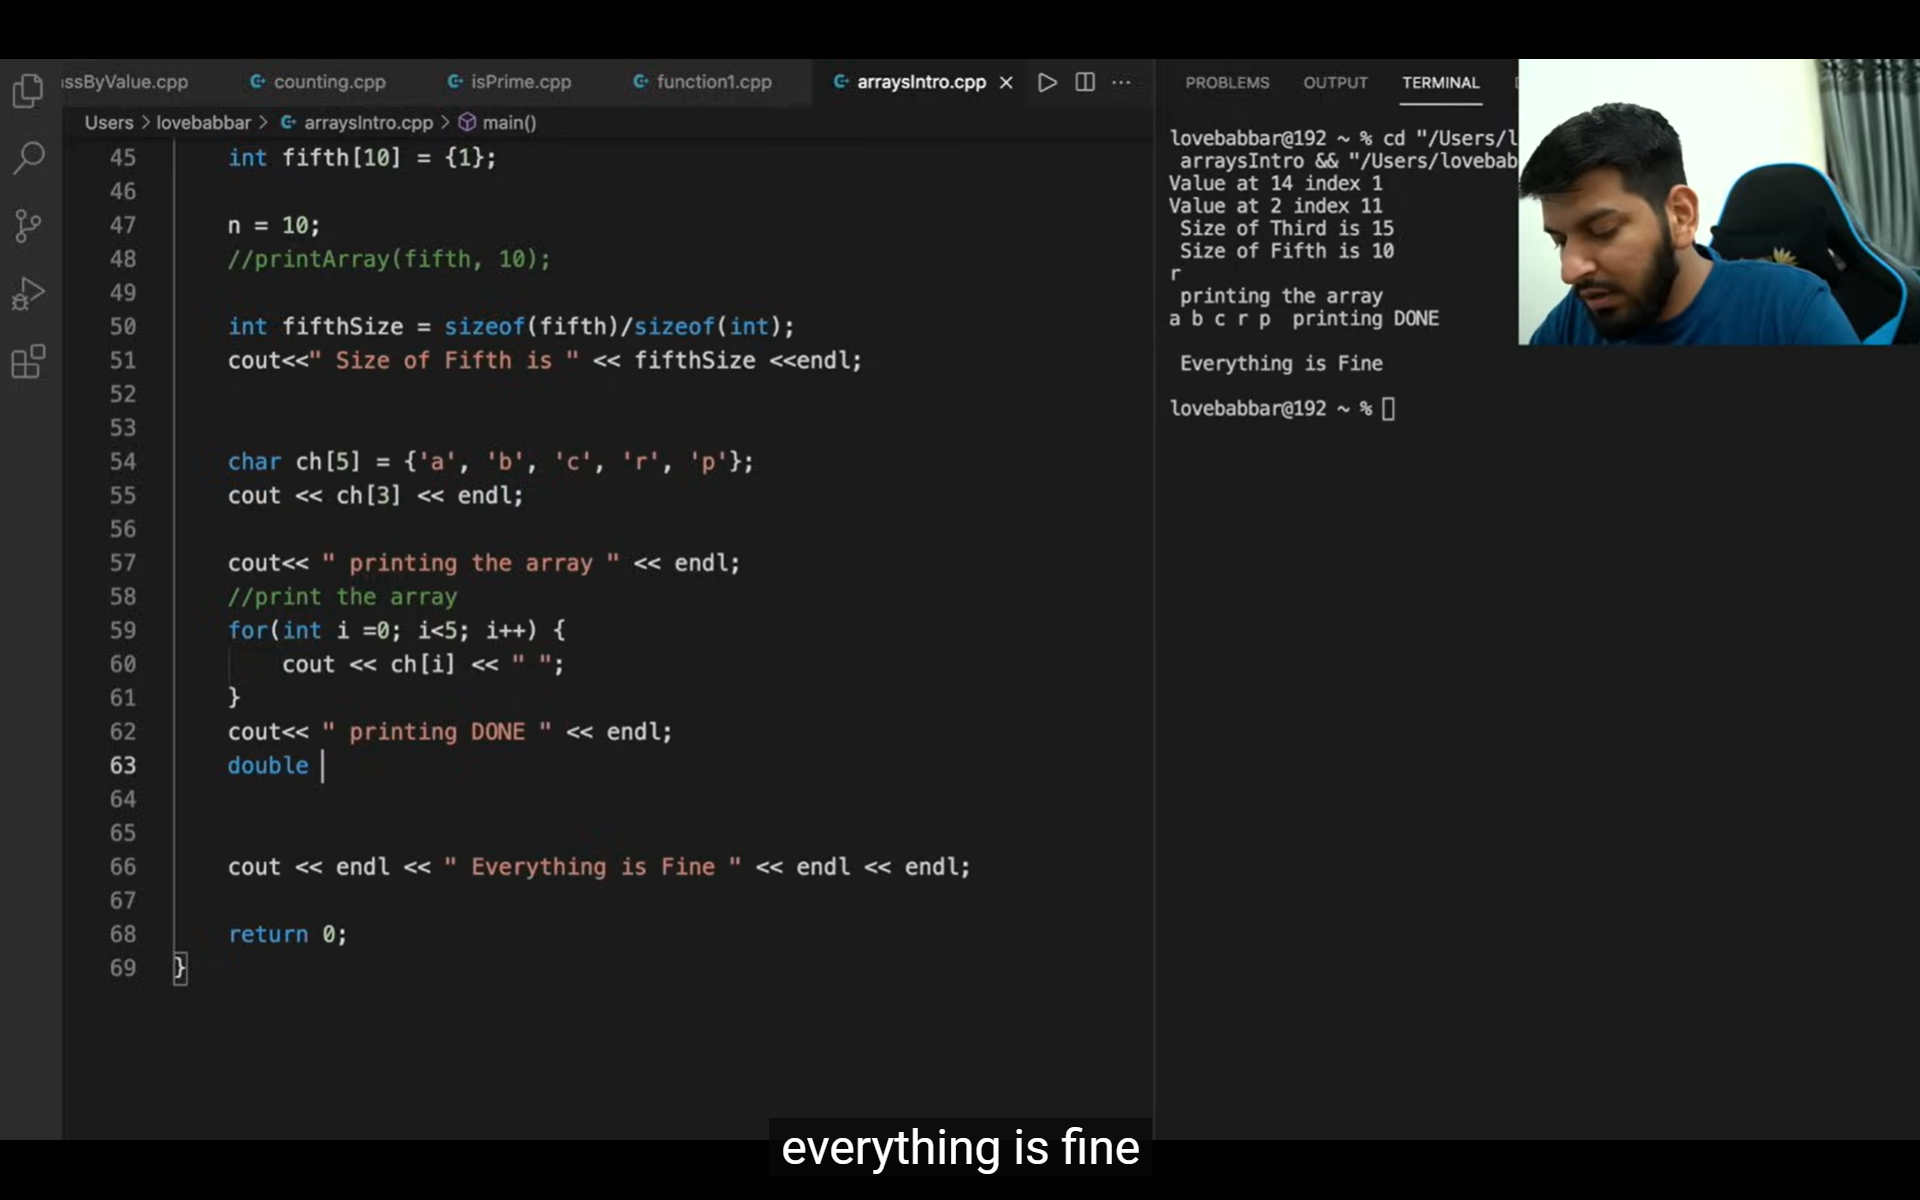 ssByValue.cpp counting.cpp isPrime.cpp function1.cpp arraysIntro.cpp
Users > lovebabbar > arraysIntro.cpp > main()
45 int fifth[10] = {1};
46
47 n = 10;
48 //printArray(fifth, 10);
49
50 int fifthSize = sizeof(fifth)/sizeof(int);
51 cout<<" Size of Fifth is " << fifthSize <<endl;
52
53
54 char ch[5] = {'a', 'b', 'c', 'r', 'p'};
55 cout << ch[3] << endl;
56
57 cout<< " printing the array " << endl;
58 //print the array
59 for(int i =0; i<5; i++) {
60 cout << ch[i] << " ";
61 }
62 cout<< " printing DONE " << endl;
63 double
64
65
66 cout << endl << " Everything is Fine " << endl << endl;
67
68 return 0;
69 }
PROBLEMS OUTPUT TERMINAL
lovebabbar@192 ~ % cd "/Users/l
arraysIntro && "/Users/lovebab
Value at 14 index 1
Value at 2 index 11
Size of Third is 15
Size of Fifth is 10
r
printing the array
a b c r p  printing DONE
Everything is Fine
lovebabbar@192 ~ %
everything is fine